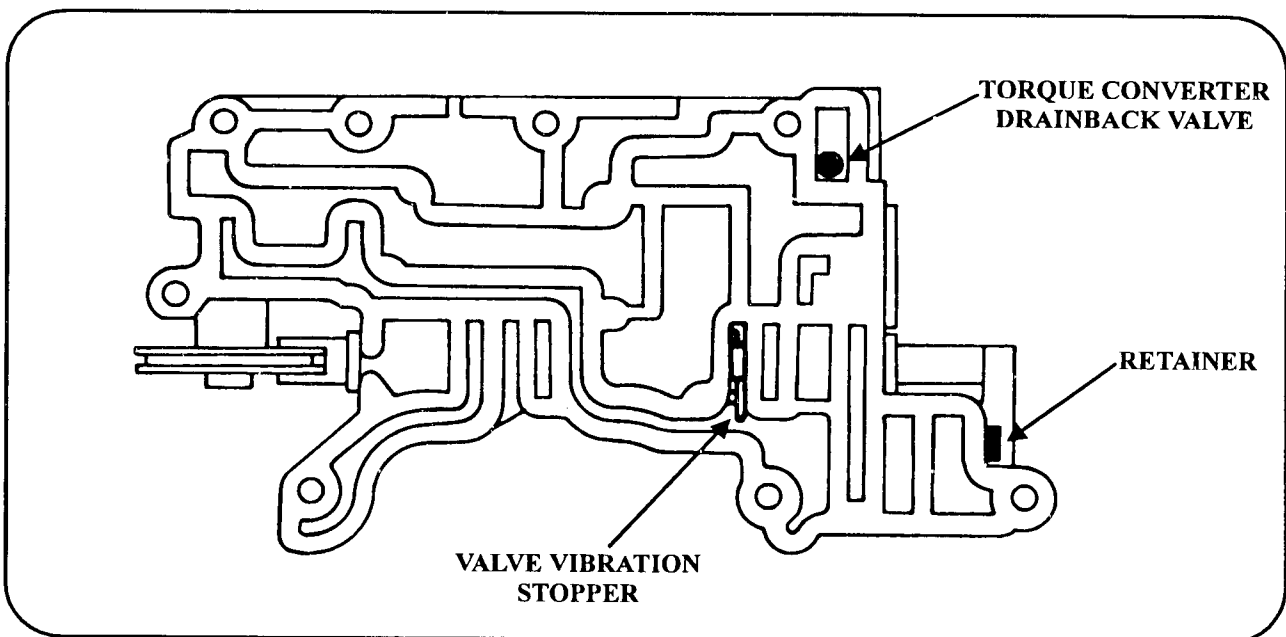 TORQUE CONVERTER
DRAINBACK VALVE
RETAINER
VALVE VIBRATION
STOPPER